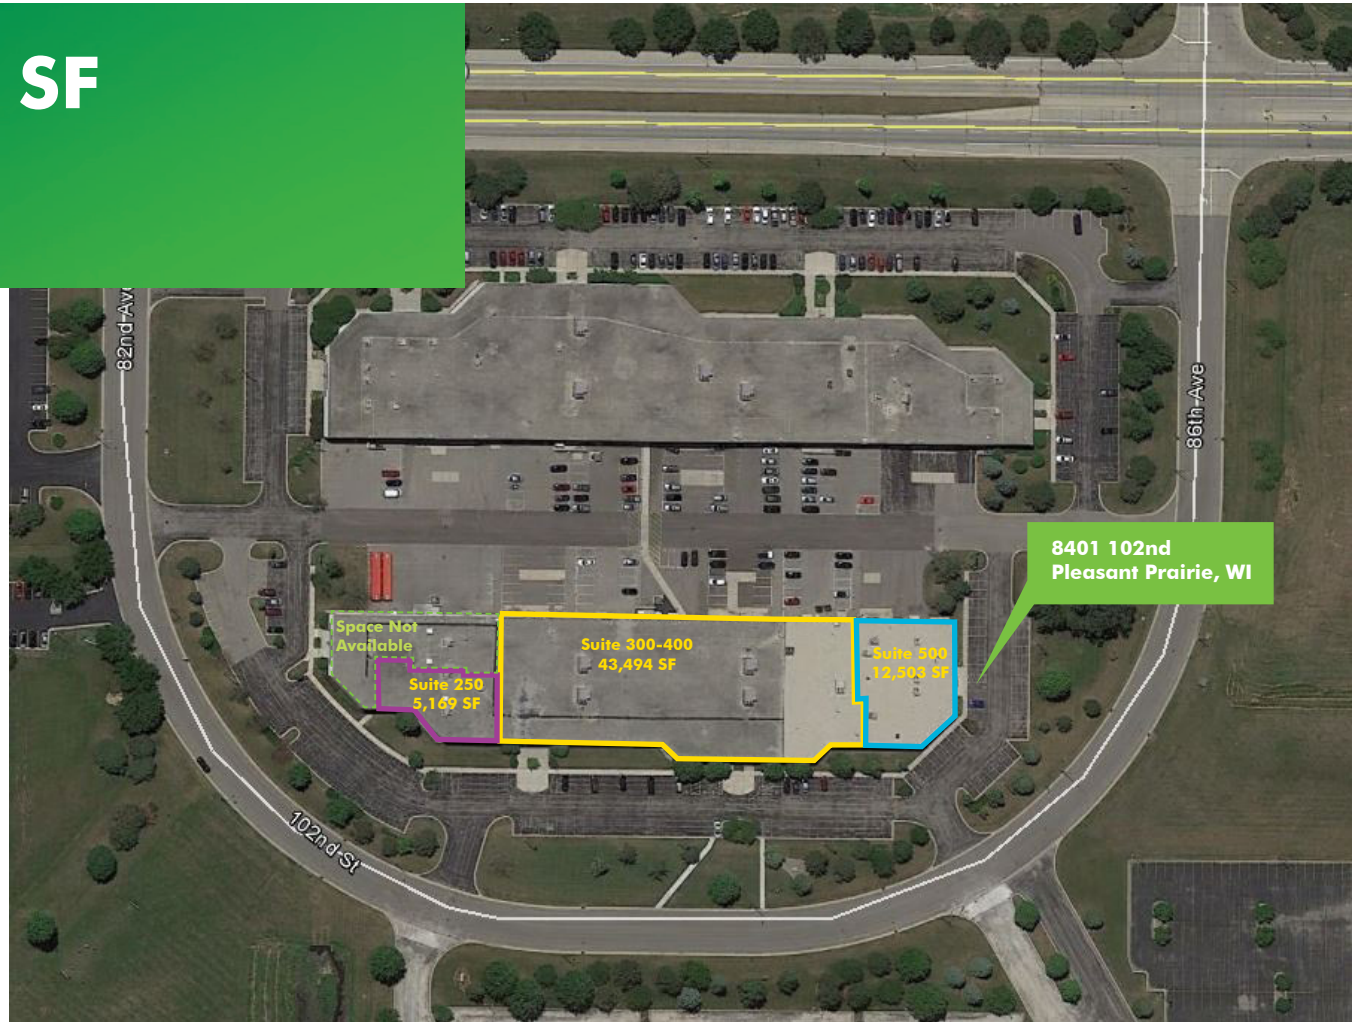 SF
82nd Ave
86th Ave
8401 102nd
Pleasant Prairie, WI
Space Not
Available
Suite 300-400
43,494 SF
Suite 500
12,503 SF
Suite 250
5,169 SF
102nd St